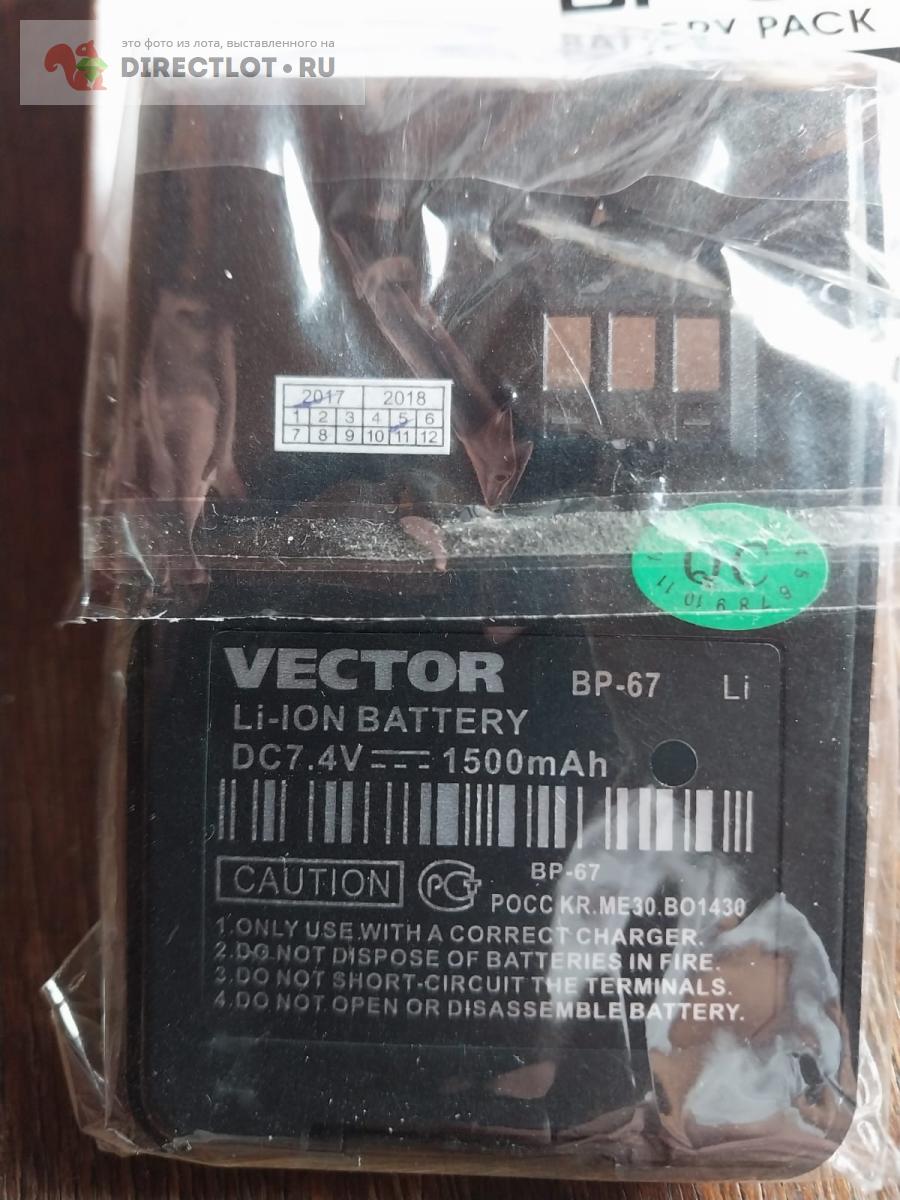 это фото из лота, выставленного на
DIRECTLOT.RU
PACK
2017 2018
1 2 3 4 5 6
7 8 9 10 11 12
QC
VECTOR BP-67 Li
Li-ION BATTERY
DC7.4V 1500mAh
BP-67
CAUTION РСТ
РОСС KR.ME30.BO1430
1.ONLY USE WITH A CORRECT CHARGER.
2.DO NOT DISPOSE OF BATTERIES IN FIRE.
3.DO NOT SHORT-CIRCUIT THE TERMINALS.
4.DO NOT OPEN OR DISASSEMBLE BATTERY.